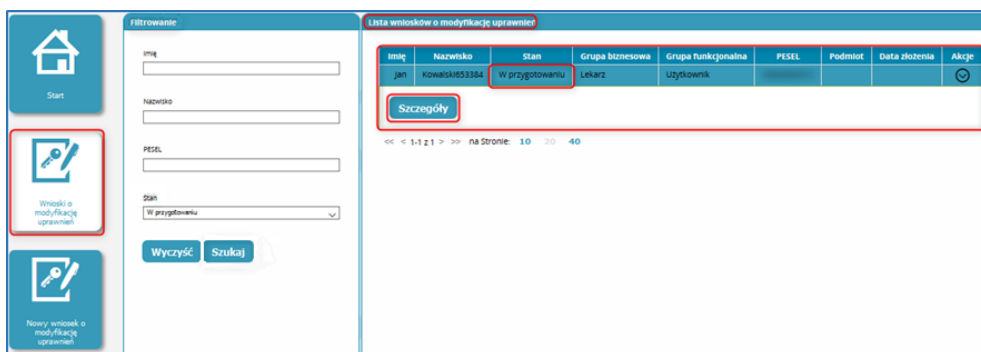 Start
Wnioski o
modyfikację
uprawnień
Nowy wniosek o
modyfikację
uprawnień
Filtrowanie
Imię
Nazwisko
PESEL
Stan
W przygotowaniu
Wyczyść Szukaj
Lista wniosków o modyfikację uprawnień
Imię Nazwisko Stan Grupa biznesowa Grupa funkcjonalna PESEL Podmiot Data złożenia Akcje
Jan Kowalski653384 W przygotowaniu Lekarz Użytkownik
Szczegóły
<< < 1-1 z 1 > >> na Stronie: 10 20 40